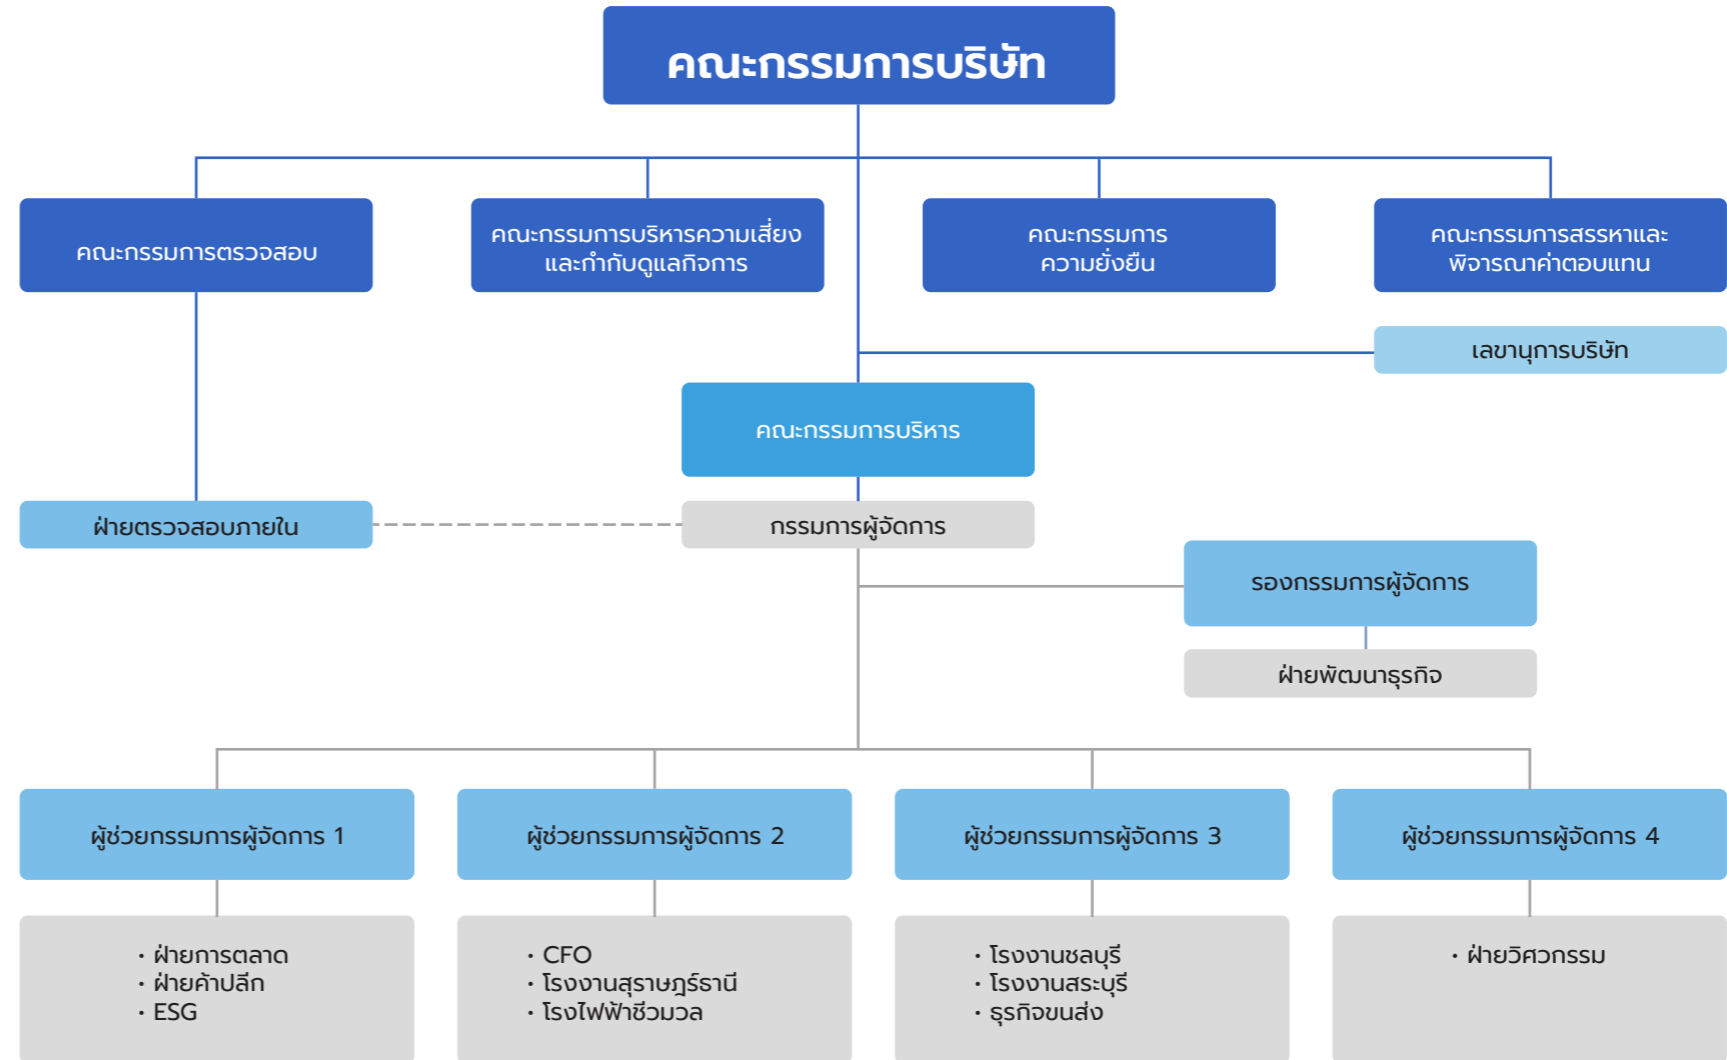 คณะกรรมการบริษัท
คณะกรรมการตรวจสอบ
คณะกรรมการบริหารความเสี่ยง
และกำกับดูแลกิจการ
คณะกรรมการ
ความยั่งยืน
คณะกรรมการสรรหาและ
พิจารณาค่าตอบแทน
เลขานุการบริษัท
คณะกรรมการบริหาร
ฝ่ายตรวจสอบภายใน
กรรมการผู้จัดการ
รองกรรมการผู้จัดการ
ฝ่ายพัฒนาธุรกิจ
ผู้ช่วยกรรมการผู้จัดการ 1
ผู้ช่วยกรรมการผู้จัดการ 2
ผู้ช่วยกรรมการผู้จัดการ 3
ผู้ช่วยกรรมการผู้จัดการ 4
• ฝ่ายการตลาด
• ฝ่ายค้าปลีก
• ESG
• CFO
• โรงงานสุราษฎร์ธานี
• โรงไฟฟ้าชีวมวล
• โรงงานชลบุรี
• โรงงานสระบุรี
• ธุรกิจขนส่ง
• ฝ่ายวิศวกรรม